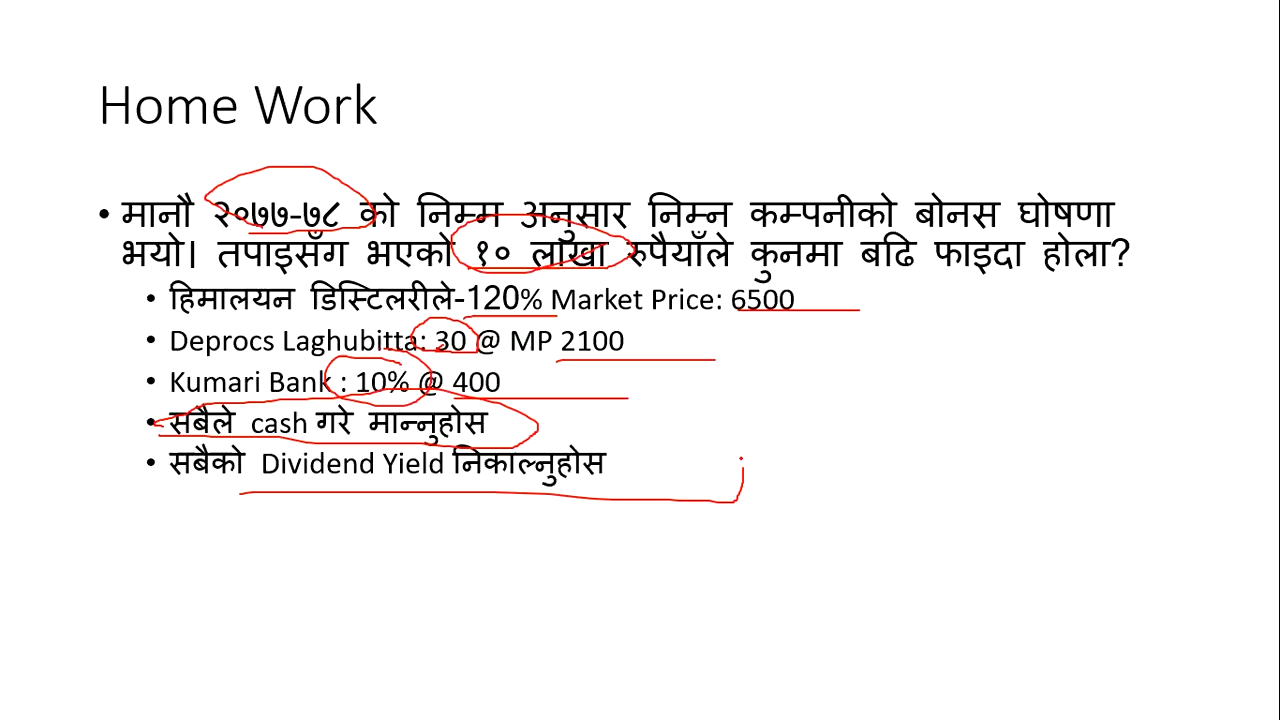 Home Work
• मानौ २०७७-७८ को निम्म अनुसार निम्न कम्पनीको बोनस घोषणा
भयो। तपाइसँग भएको १० लाखा रुपैयाँले कुनमा बढि फाइदा होला?
• हिमालयन डिस्टिलरीले-120% Market Price: 6500
• Deprocs Laghubitta: 30 @ MP 2100
• Kumari Bank : 10% @ 400
• सबैले cash गरे मान्नुहोस
• सबैको Dividend Yield निकाल्नुहोस